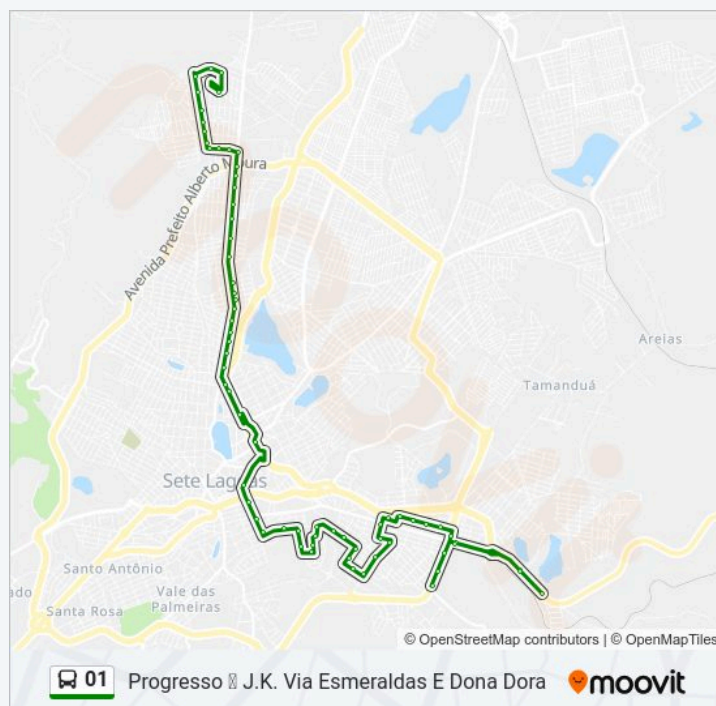 Avenida Prefeito Alberto Moura
Areias
Tamanduá
Sete Lagoas
Santo Antônio
ado
Vale das
Palmeiras
Santa Rosa
© OpenStreetMap contributors | © OpenMapTiles
01 Progresso ⍰ J.K. Via Esmeraldas E Dona Dora moovit